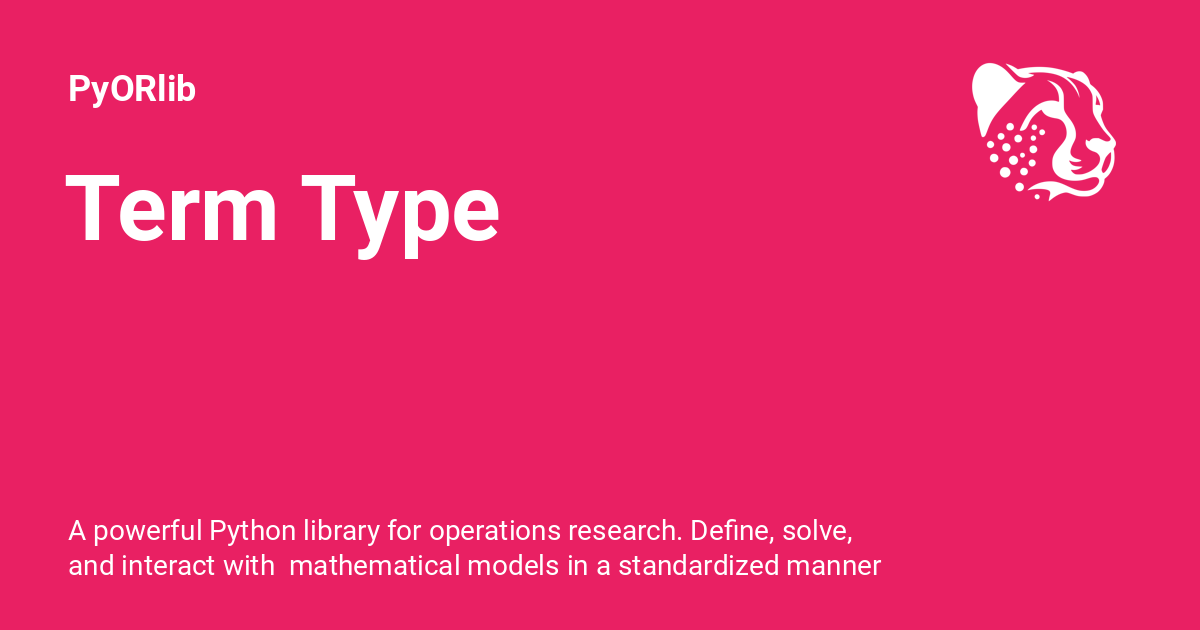 PyORlib
Term Type
A powerful Python library for operations research. Define, solve,
and interact with  mathematical models in a standardized manner